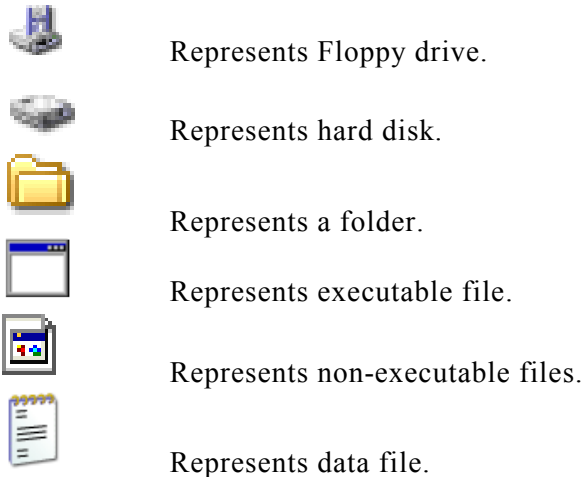 Represents Floppy drive.
Represents hard disk.
Represents a folder.
Represents executable file.
Represents non-executable files.
Represents data file.